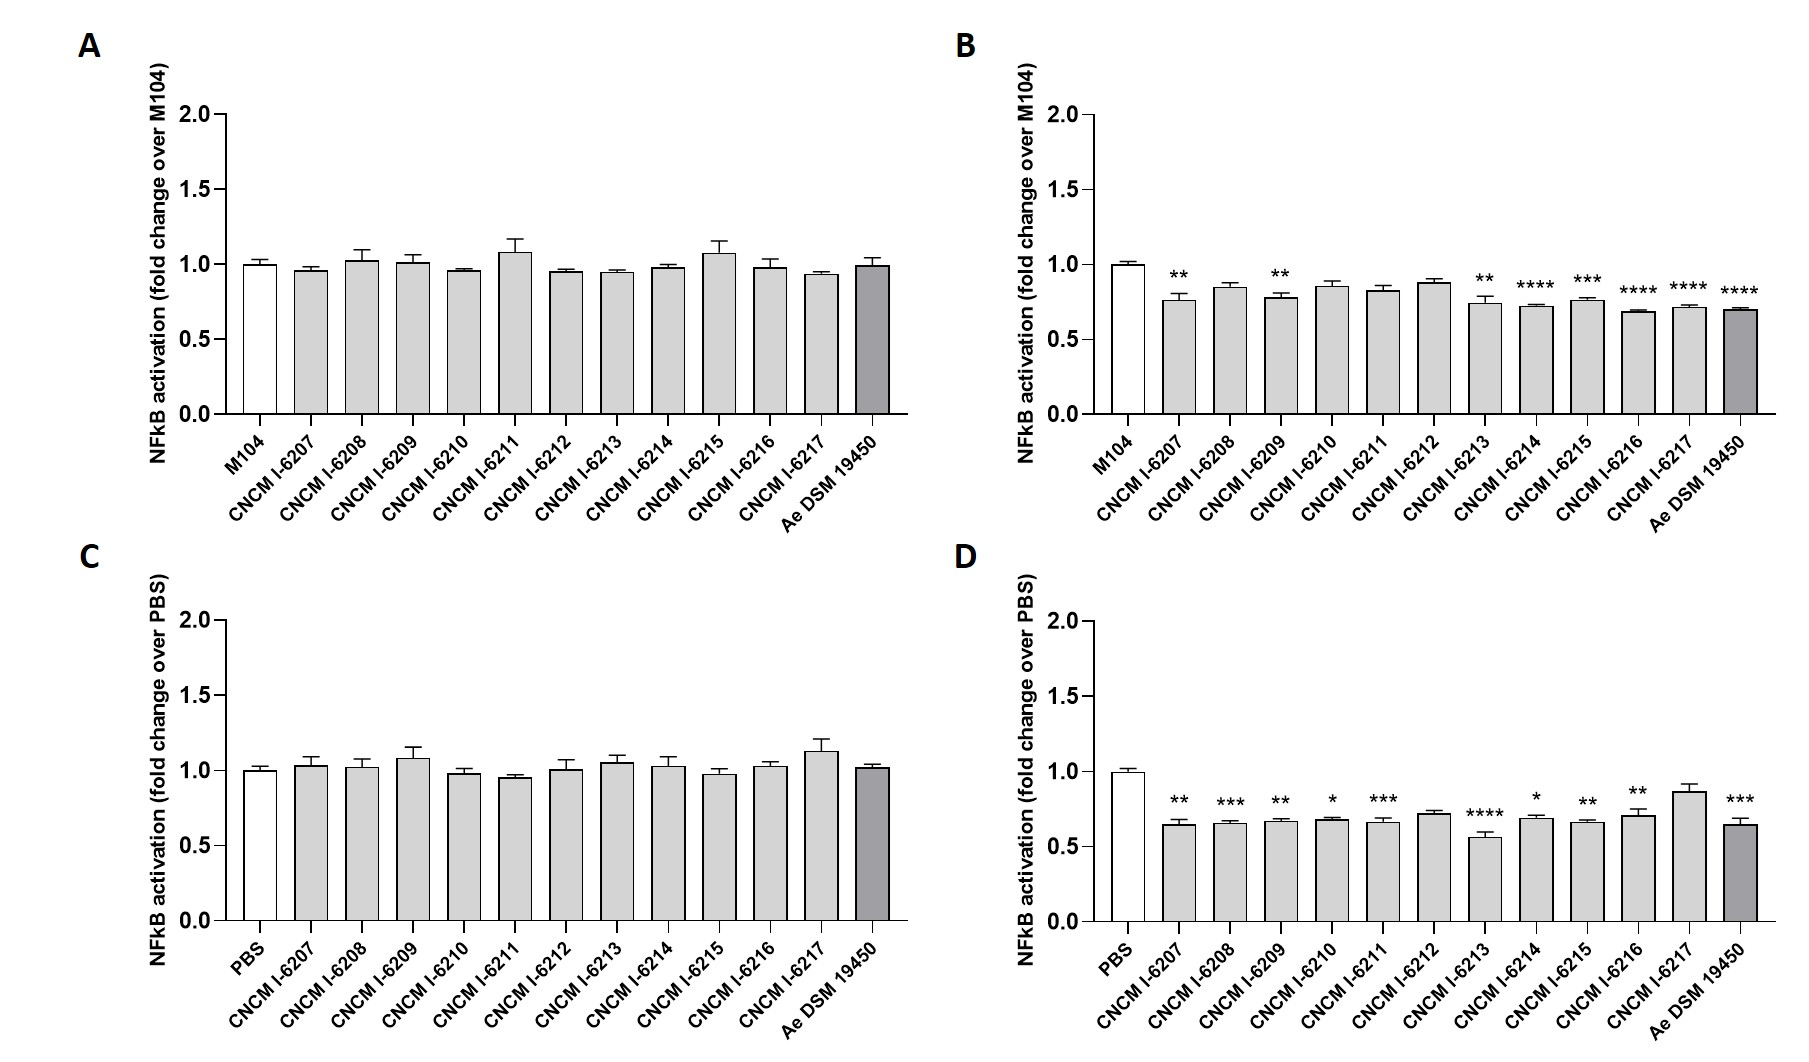 A
NFkB activation (fold change over M104)
2.0
1.5
1.0
0.5
0.0
M104
CNCM I-6207
CNCM I-6208
CNCM I-6209
CNCM I-6210
CNCM I-6211
CNCM I-6212
CNCM I-6213
CNCM I-6214
CNCM I-6215
CNCM I-6216
CNCM I-6217
Ae DSM 19450
B
NFkB activation (fold change over M104)
2.0
1.5
1.0
0.5
0.0
**
**
**
****
***
****
****
****
M104
CNCM I-6207
CNCM I-6208
CNCM I-6209
CNCM I-6210
CNCM I-6211
CNCM I-6212
CNCM I-6213
CNCM I-6214
CNCM I-6215
CNCM I-6216
CNCM I-6217
Ae DSM 19450
C
NFkB activation (fold change over PBS)
2.0
1.5
1.0
0.5
0.0
PBS
CNCM I-6207
CNCM I-6208
CNCM I-6209
CNCM I-6210
CNCM I-6211
CNCM I-6212
CNCM I-6213
CNCM I-6214
CNCM I-6215
CNCM I-6216
CNCM I-6217
Ae DSM 19450
D
NFkB activation (fold change over PBS)
2.0
1.5
1.0
0.5
0.0
**
***
**
*
***
****
*
**
**
***
PBS
CNCM I-6207
CNCM I-6208
CNCM I-6209
CNCM I-6210
CNCM I-6211
CNCM I-6212
CNCM I-6213
CNCM I-6214
CNCM I-6215
CNCM I-6216
CNCM I-6217
Ae DSM 19450